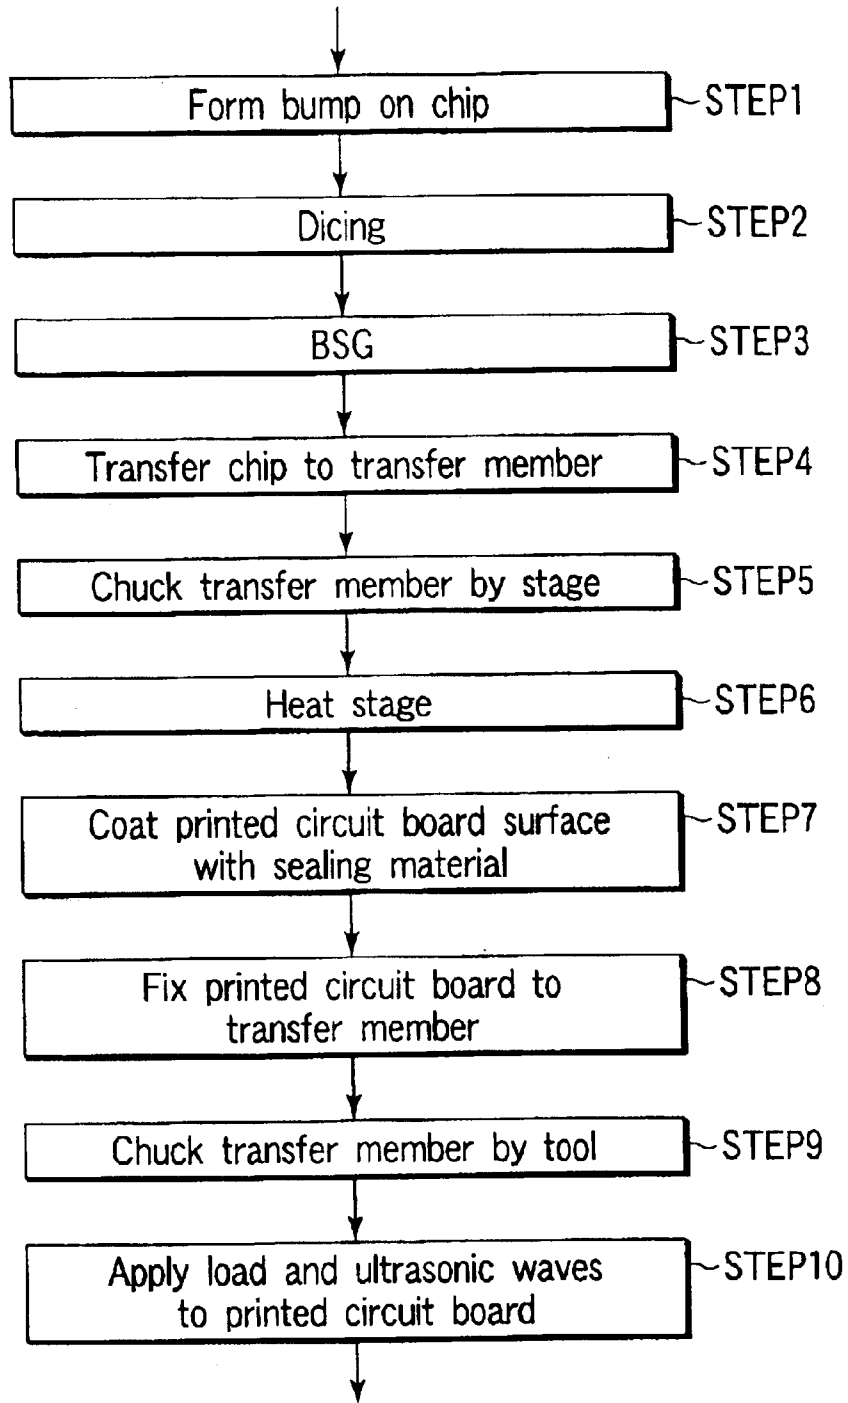 Form bump on chip
STEP1
Dicing
STEP2
BSG
STEP3
Transfer chip to transfer member
STEP4
Chuck transfer member by stage
STEP5
Heat stage
STEP6
Coat printed circuit board surface
with sealing material
STEP7
Fix printed circuit board to
transfer member
STEP8
Chuck transfer member by tool
STEP9
Apply load and ultrasonic waves
to printed circuit board
STEP10